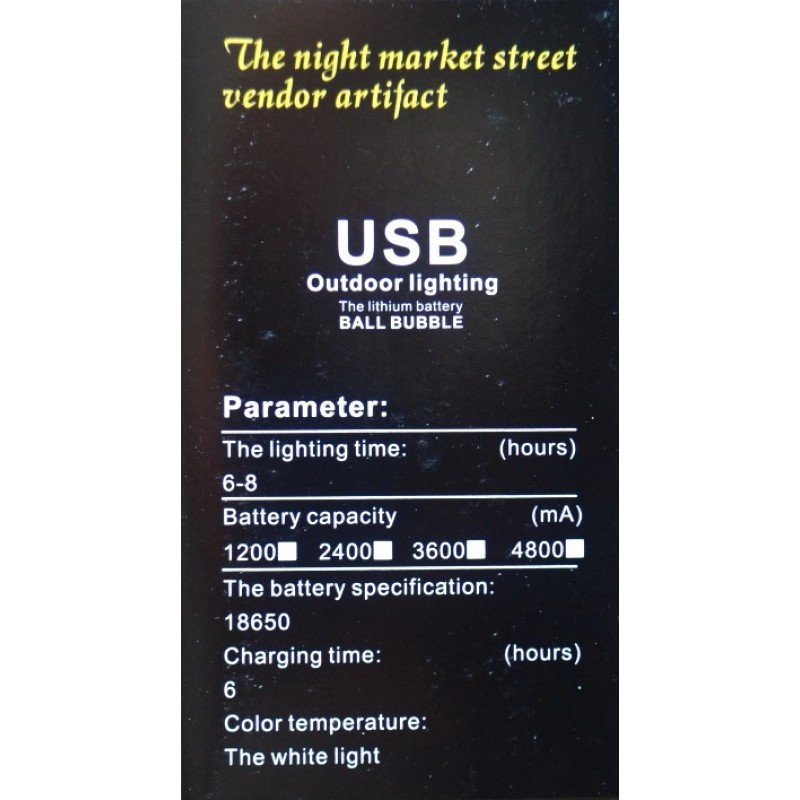 The night market street
vendor artifact
USB
Outdoor lighting
The lithium battery
BALL BUBBLE
Parameter:
The lighting time: (hours)
6-8
Battery capacity (mA)
1200 2400 3600 4800
The battery specification:
18650
Charging time: (hours)
6
Color temperature:
The white light